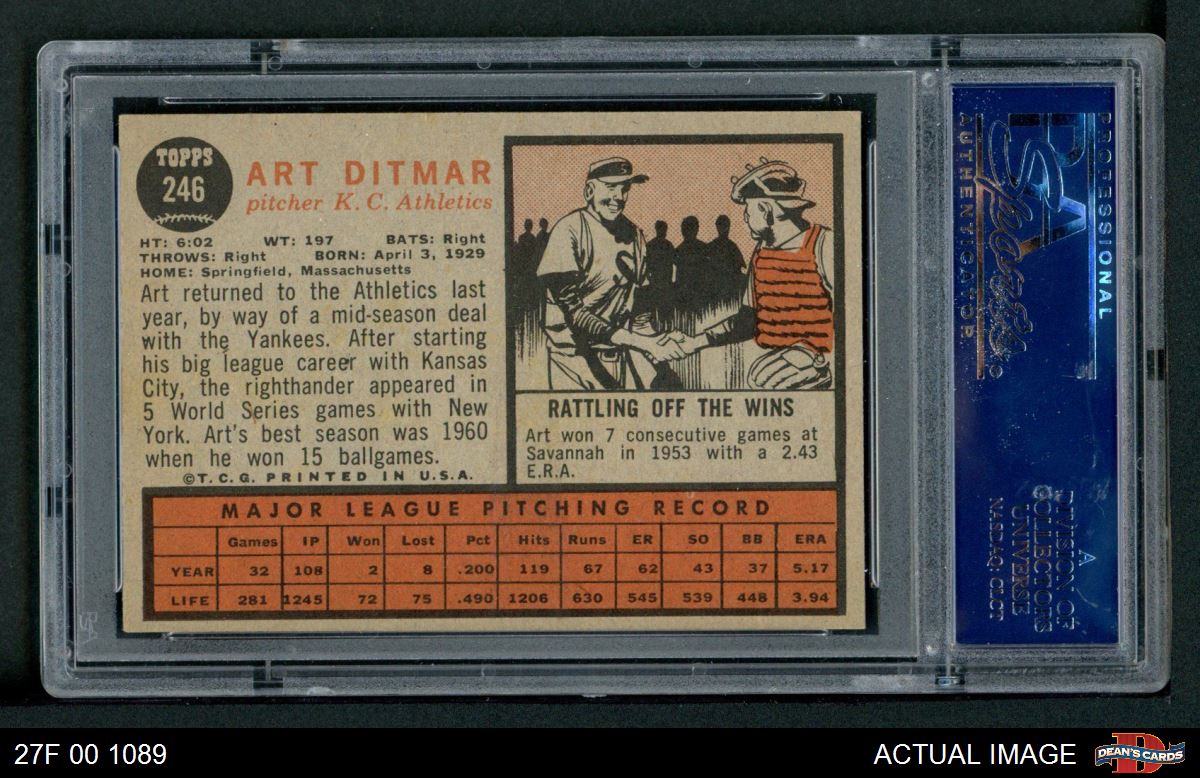 TOPPS
246
ART DITMAR
pitcher K. C. Athletics
HT: 6:02 WT: 197 BATS: Right
THROWS: Right BORN: April 3, 1929
HOME: Springfield, Massachusetts
Art returned to the Athletics last
year, by way of a mid-season deal
with the Yankees. After starting
his big league career with Kansas
City, the righthander appeared in
5 World Series games with New
York. Art's best season was 1960
when he won 15 ballgames.
©T. C. G. PRINTED IN U.S.A.
S
S
RATTLING OFF THE WINS
Art won 7 consecutive games at
Savannah in 1953 with a 2.43
E.R.A.
MAJOR LEAGUE PITCHING RECORD
Games IP Won Lost Pct Hits Runs ER SO BB ERA
YEAR 32 108 2 8 .200 119 67 62 43 37 5.17
LIFE 281 1245 72 75 .490 1206 630 545 539 448 3.94
PROFESSIONAL
PSA
Sports
AUTHENTICATOR
A
DIVISION OF
COLLECTORS
UNIVERSE
NASDAQ: CLCT
PSA
27F 00 1089
ACTUAL IMAGE
D
DEAN'S CARDS